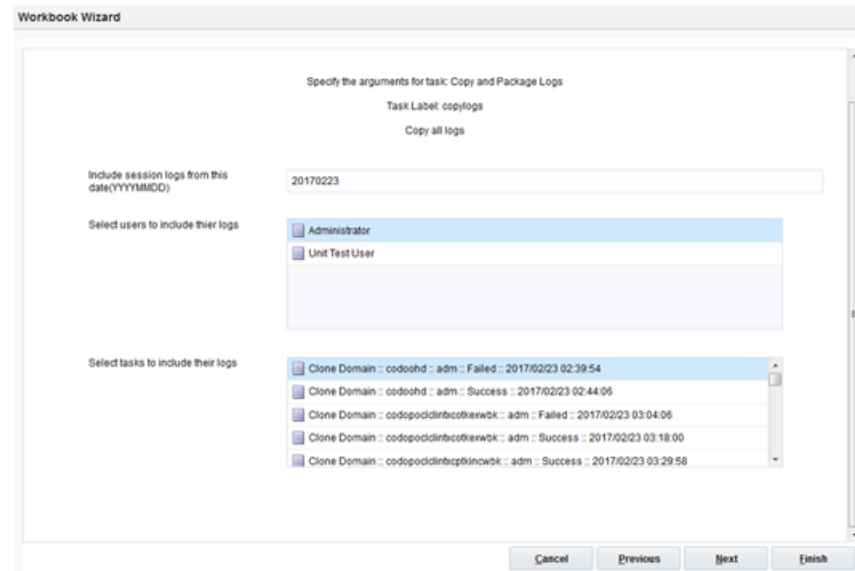 Workbook Wizard
Specify the arguments for task: Copy and Package Logs
Task Label: copylogs
Copy all logs
Include session logs from this
date(YYYYMMDD)
20170223
Select users to include thier logs
Administrator
Unit Test User
Select tasks to include their logs
Clone Domain :: codoohd :: adm :: Failed :: 2017/02/23 02:39:54
Clone Domain :: codoohd :: adm :: Success :: 2017/02/23 02:44:06
Clone Domain :: :: adm :: Failed :: 2017/02/23 03:04:06
Clone Domain :: :: adm :: Success :: 2017/02/23 03:18:00
Clone Domain :: :: adm :: Success :: 2017/02/23 03:29:58
Cancel Previous Next Finish